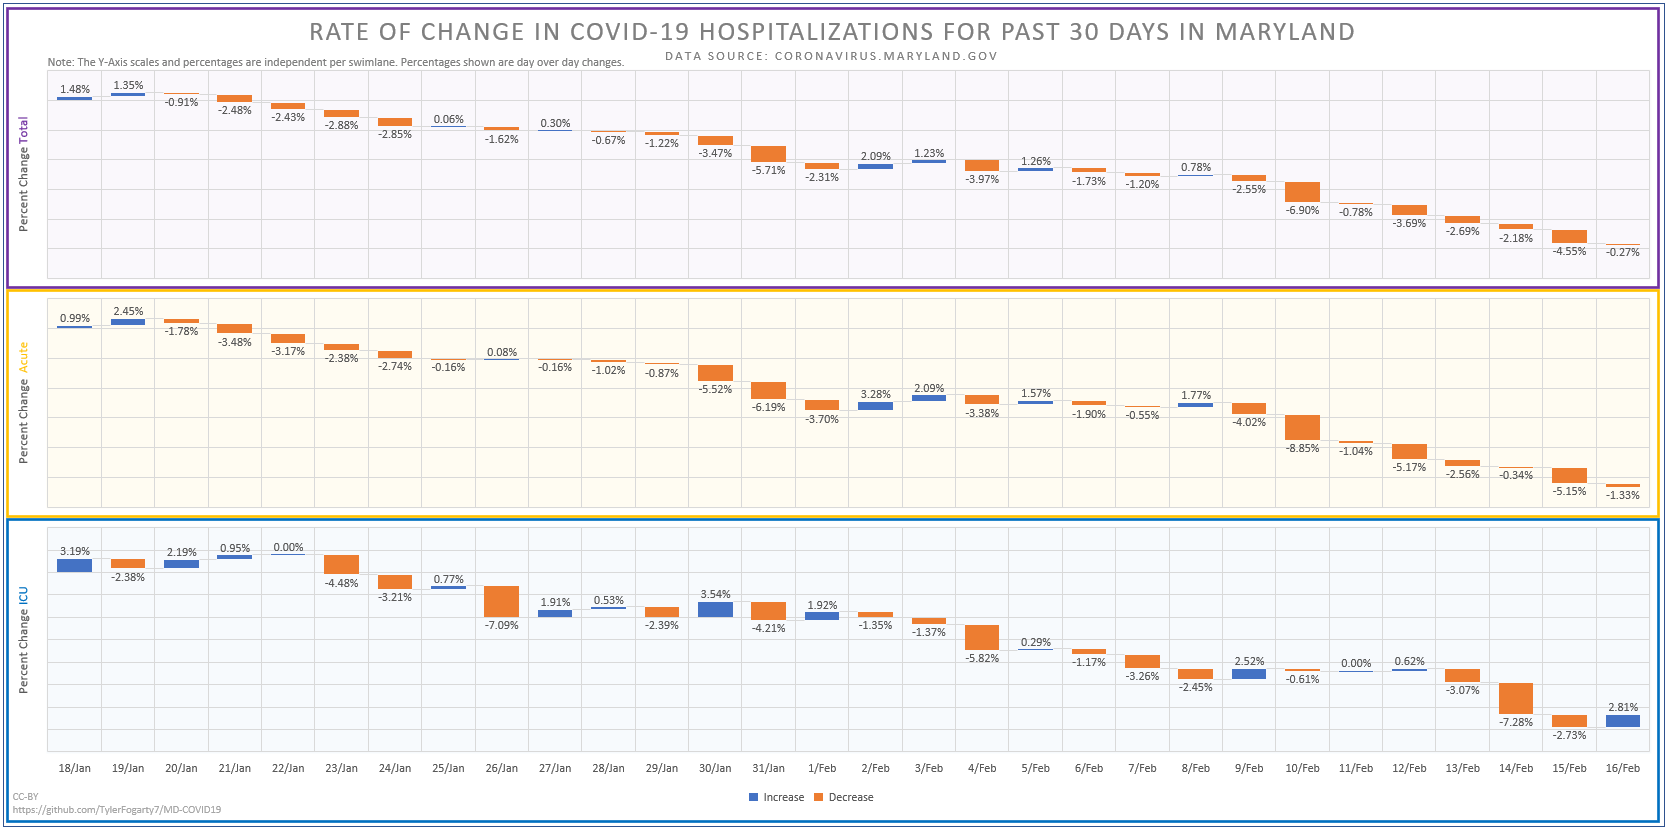 RATE OF CHANGE IN COVID-19 HOSPITALIZATIONS FOR PAST 30 DAYS IN MARYLAND
DATA SOURCE: CORONAVIRUS.MARYLAND.GOV
Note: The Y-Axis scales and percentages are independent per swimlane. Percentages shown are day over day changes.
Percent Change Total
1.48% 1.35% -0.91% -2.48% -2.43% -2.88% -2.85% 0.06% -1.62% 0.30% -0.67% -1.22% -3.47% -5.71% -2.31% 2.09% 1.23% -3.97% 1.26% -1.73% -1.20% 0.78% -2.55% -6.90% -0.78% -3.69% -2.69% -2.18% -4.55% -0.27%
Percent Change Acute
0.99% 2.45% -1.78% -3.48% -3.17% -2.38% -2.74% -0.16% 0.08% -0.16% -1.02% -0.87% -5.52% -6.19% -3.70% 3.28% 2.09% -3.38% 1.57% -1.90% -0.55% 1.77% -4.02% -8.85% -1.04% -5.17% -2.56% -0.34% -5.15% -1.33%
Percent Change ICU
3.19% -2.38% 2.19% 0.95% 0.00% -4.48% -3.21% 0.77% -7.09% 1.91% 0.53% -2.39% 3.54% -4.21% 1.92% -1.35% -1.37% -5.82% 0.29% -1.17% -3.26% -2.45% 2.52% -0.61% 0.00% 0.62% -3.07% -7.28% -2.73% 2.81%
18/Jan 19/Jan 20/Jan 21/Jan 22/Jan 23/Jan 24/Jan 25/Jan 26/Jan 27/Jan 28/Jan 29/Jan 30/Jan 31/Jan 1/Feb 2/Feb 3/Feb 4/Feb 5/Feb 6/Feb 7/Feb 8/Feb 9/Feb 10/Feb 11/Feb 12/Feb 13/Feb 14/Feb 15/Feb 16/Feb
Increase Decrease
CC-BY
https://github.com/TylerFogarty7/MD-COVID19